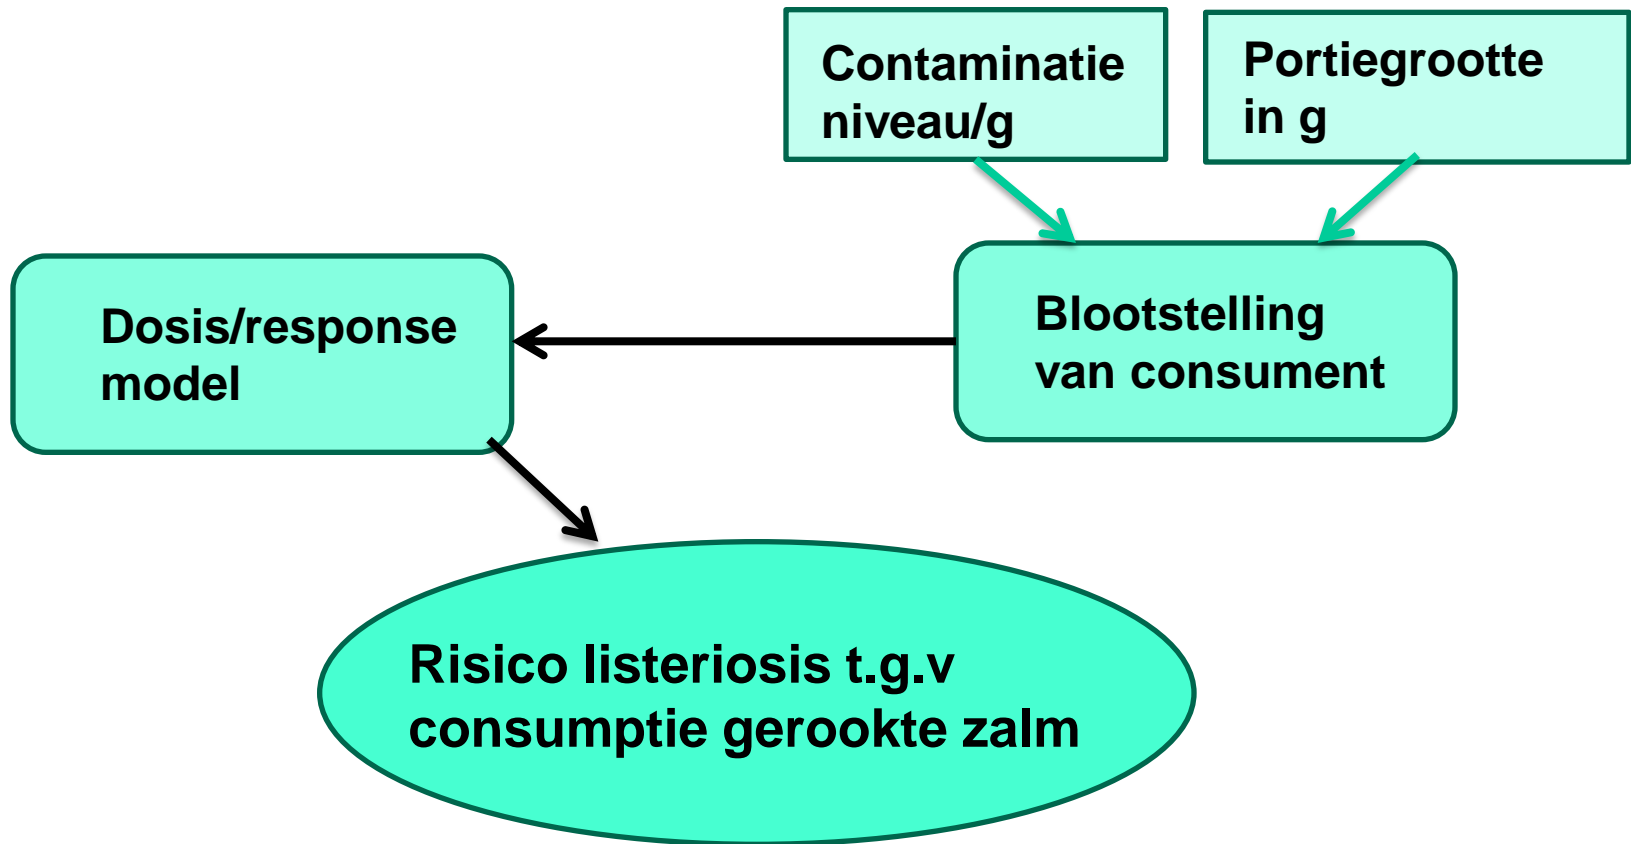 Contaminatie
niveau/g
Portiegrootte
in g
Dosis/response
model
Blootstelling
van consument
Risico listeriosis t.g.v
consumptie gerookte zalm